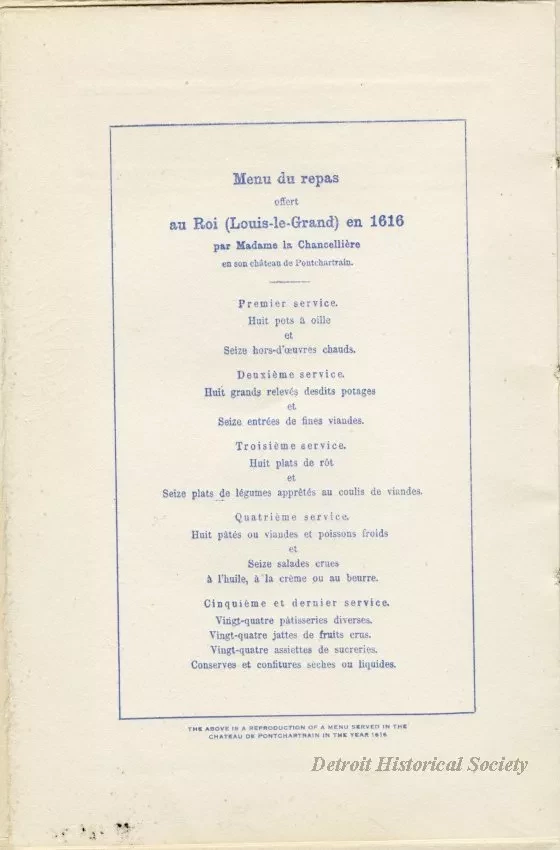 Menu du repas
offert
au Roi (Louis-le-Grand) en 1616
par Madame la Chancellière
en son château de Pontchartrain.
Premier service.
Huit pots à oille
et
Seize hors-d'œuvres chauds.
Deuxième service.
Huit grands relevés desdits potages
et
Seize entrées de fines viandes.
Troisième service.
Huit plats de rôt
et
Seize plats de légumes apprêtés au coulis de viandes.
Quatrième service.
Huit pâtés ou viandes et poissons froids
et
Seize salades crues
à l'huile, à la crème ou au beurre.
Cinquième et dernier service.
Vingt-quatre pâtisseries diverses.
Vingt-quatre jattes de fruits crus.
Vingt-quatre assiettes de sucreries.
Conserves et confitures sèches ou liquides.
THE ABOVE IS A REPRODUCTION OF A MENU SERVED IN THE
CHATEAU DE PONTCHARTRAIN IN THE YEAR 1616
Detroit Historical Society